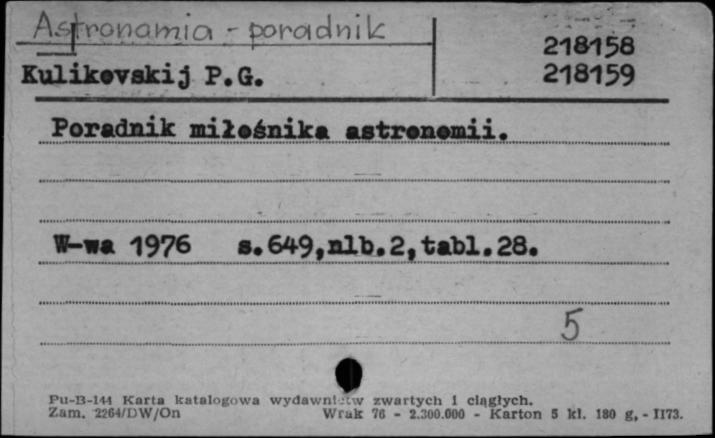 Astronomia - poradnik
218158
Kulikovskij P.G.
218159
Poradnik miłośnika astronomii.
W-wa 1976 s.649,nlb.2,tabl.28.
5
Pu-B-144 Karta katalogowa wydawnictw zwartych i ciągłych.
Zam. 2264/DW/On Wrak 76 - 2.300.000 - Karton 5 kl. 180 g, - II73.